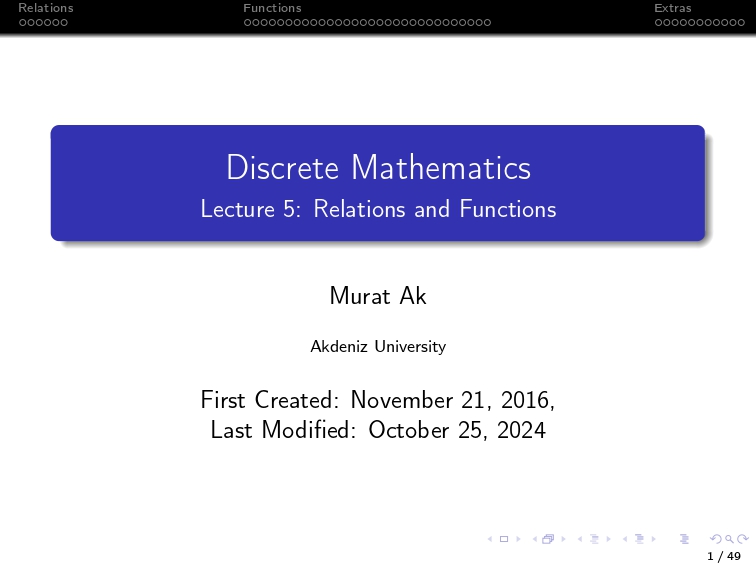 Relations Functions Extras
Discrete Mathematics
Lecture 5: Relations and Functions
Murat Ak
Akdeniz University
First Created: November 21, 2016,
Last Modified: October 25, 2024
1 / 49